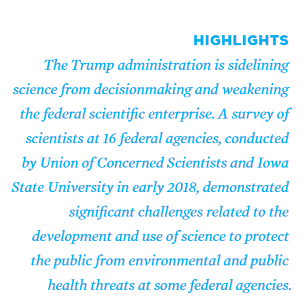 HIGHLIGHTS
The Trump administration is sidelining
science from decisionmaking and weakening
the federal scientific enterprise. A survey of
scientists at 16 federal agencies, conducted
by Union of Concerned Scientists and Iowa
State University in early 2018, demonstrated
significant challenges related to the
development and use of science to protect
the public from environmental and public
health threats at some federal agencies.